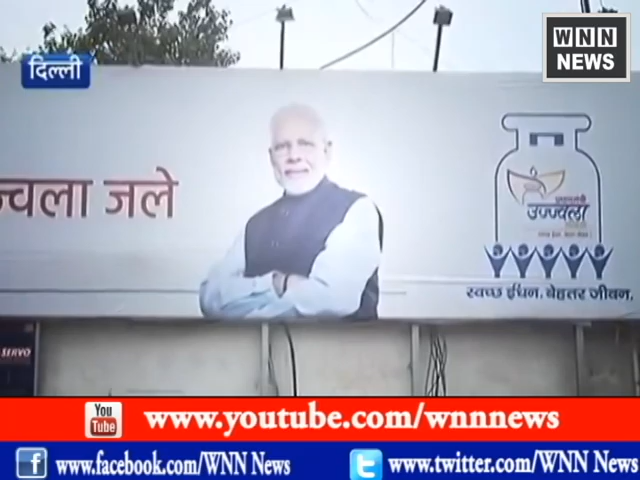 WNN
NEWS
दिल्ली
ज्वला जले
उज्ज्वला
स्वच्छ ईंधन, बेहतर जीवन,
SERVO
You
Tube
www.youtube.com/wnnnews
www.facebook.com/WNN News
www.twitter.com/WNN News